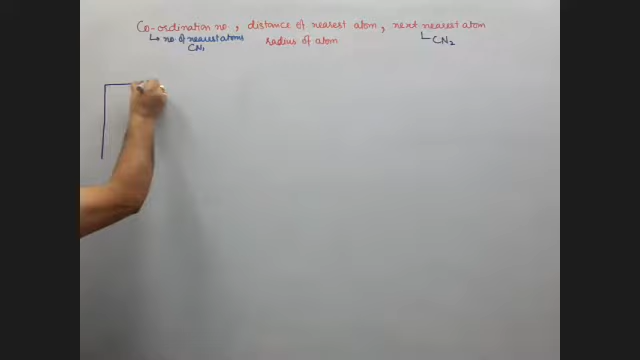 Co-ordination no , distance of nearest atom , next nearest atom
↳ no. of nearest atoms radius of atom CN2
CN1